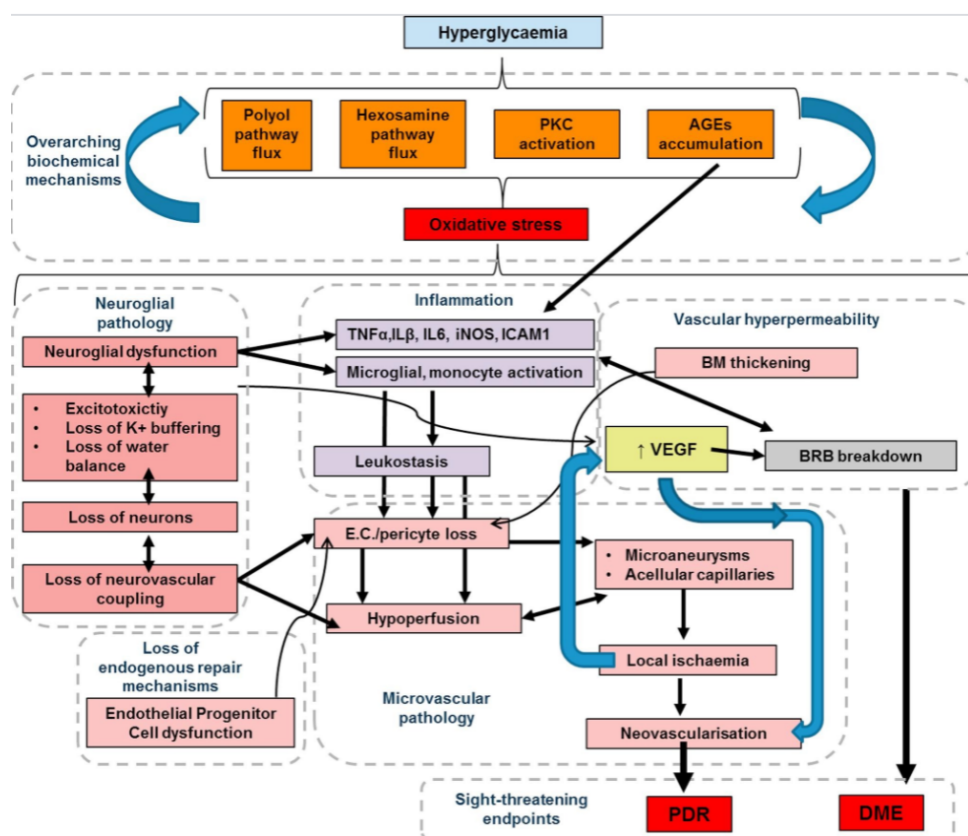 Hyperglycaemia
Overarching
biochemical
mechanisms
Polyol
pathway
flux
Hexosamine
pathway
flux
PKC
activation
AGEs
accumulation
Oxidative stress
Neuroglial
pathology
Neuroglial dysfunction
• Excitotoxictiy
• Loss of K+ buffering
• Loss of water
balance
Loss of neurons
Loss of neurovascular
coupling
Inflammation
TNFα,ILβ, IL6, iNOS, ICAM1
Microglial, monocyte activation
Leukostasis
Vascular hyperpermeability
BM thickening
↑ VEGF
BRB breakdown
E.C./pericyte loss
Hypoperfusion
• Microaneurysms
• Acellular capillaries
Local ischaemia
Neovascularisation
Microvascular
pathology
Loss of
endogenous repair
mechanisms
Endothelial Progenitor
Cell dysfunction
Sight-threatening
endpoints
PDR
DME